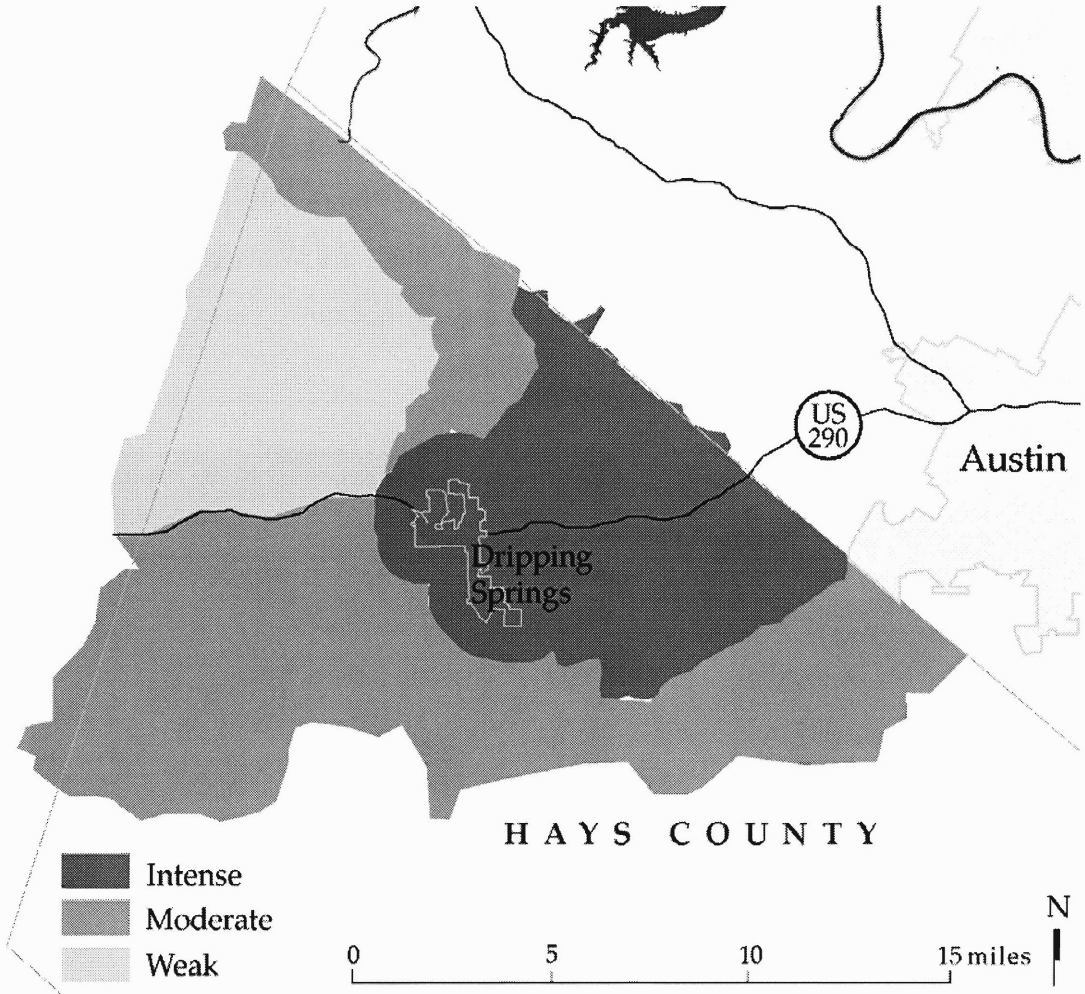 US
290
Austin
Dripping
Springs
HAYS COUNTY
Intense
Moderate
Weak
0 5 10 15 miles
N